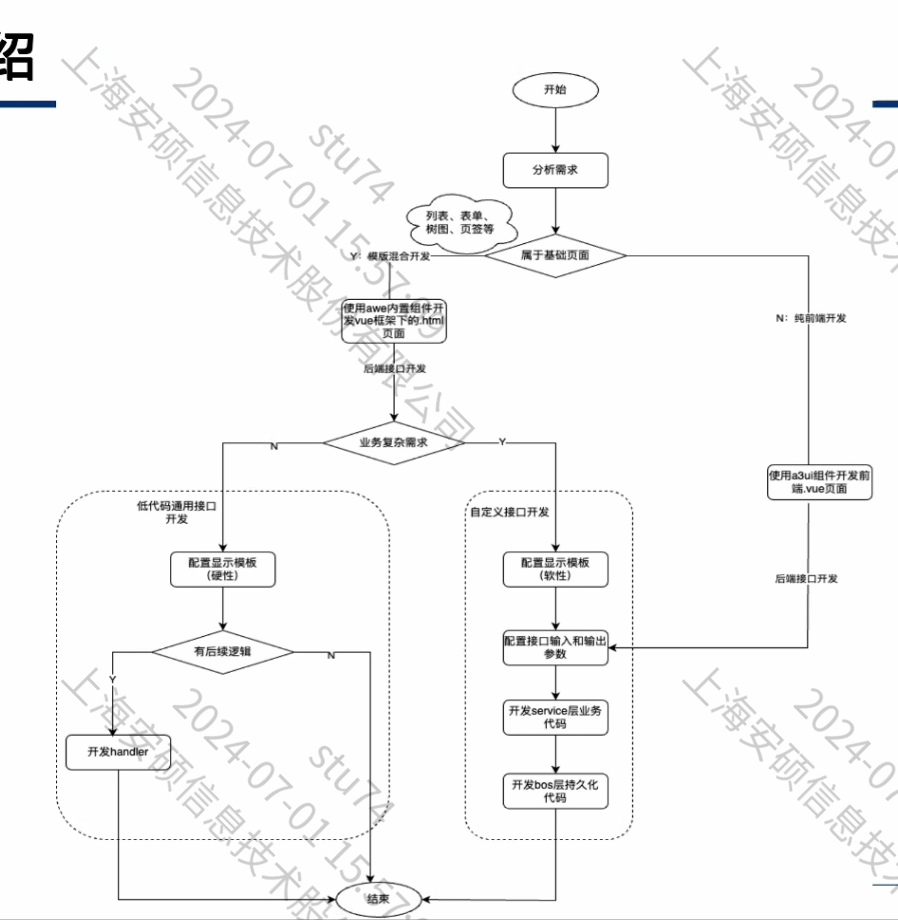 绍
开始
分析需求
列表、表单、
树图、页签等
属于基础页面
Y：模版混合开发
N：纯前端开发
使用awe内置组件开
发vue框架下的.html
页面
后端接口开发
业务复杂需求
N
Y
使用a3ui组件开发前
端.vue页面
低代码通用接口
开发
自定义接口开发
配置显示模板
（硬性）
配置显示模板
（软性）
后端接口开发
有后续逻辑
N
Y
配置接口输入和输出
参数
开发service层业务
代码
开发handler
开发bos层持久化
代码
结束
上海安硕信息技术股份有限公司
2024-07-01 15:57:09
stu74
上海安硕信息技术
2024-07-0
上海安硕信息技术股份有限
2024-07-01 15:57
stu74
上海安硕信息技
2024-07-0